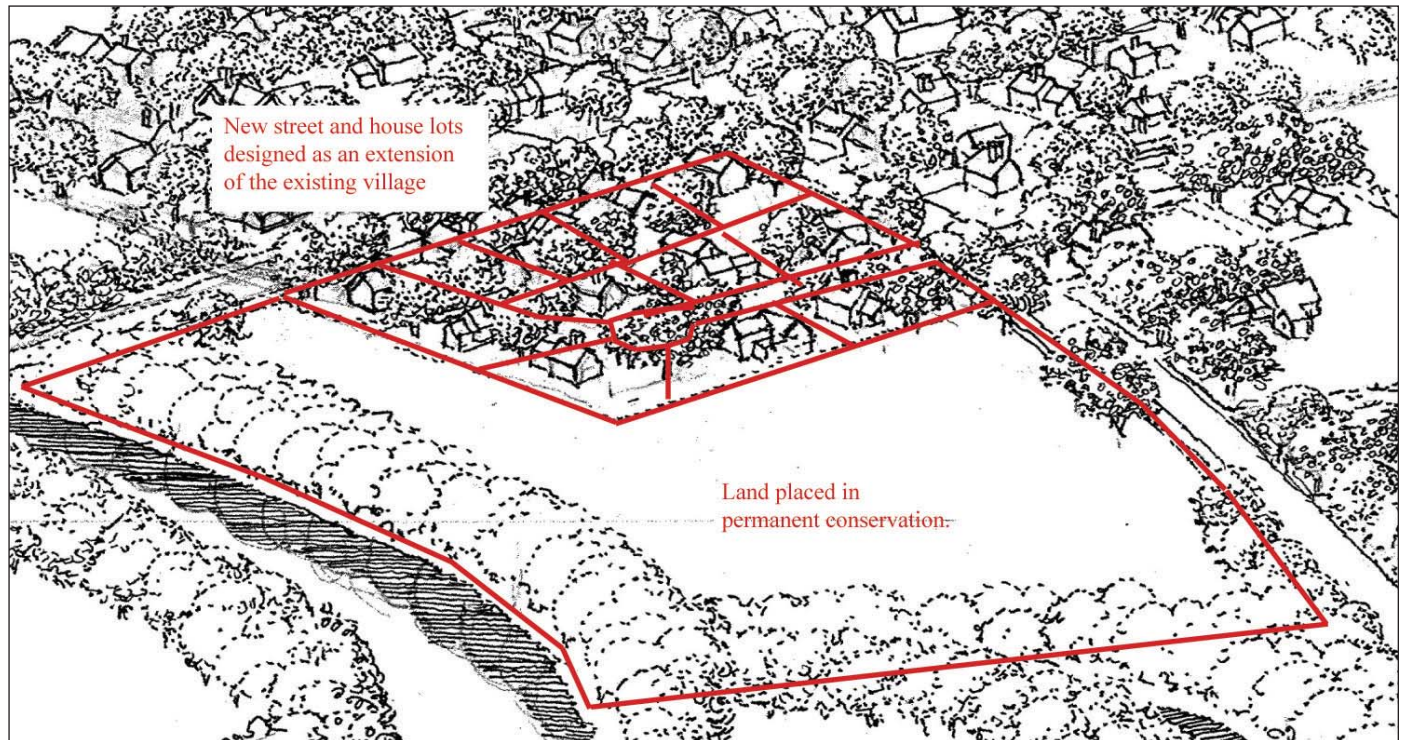 New street and house lots
designed as an extension
of the existing village
Land placed in
permanent conservation.